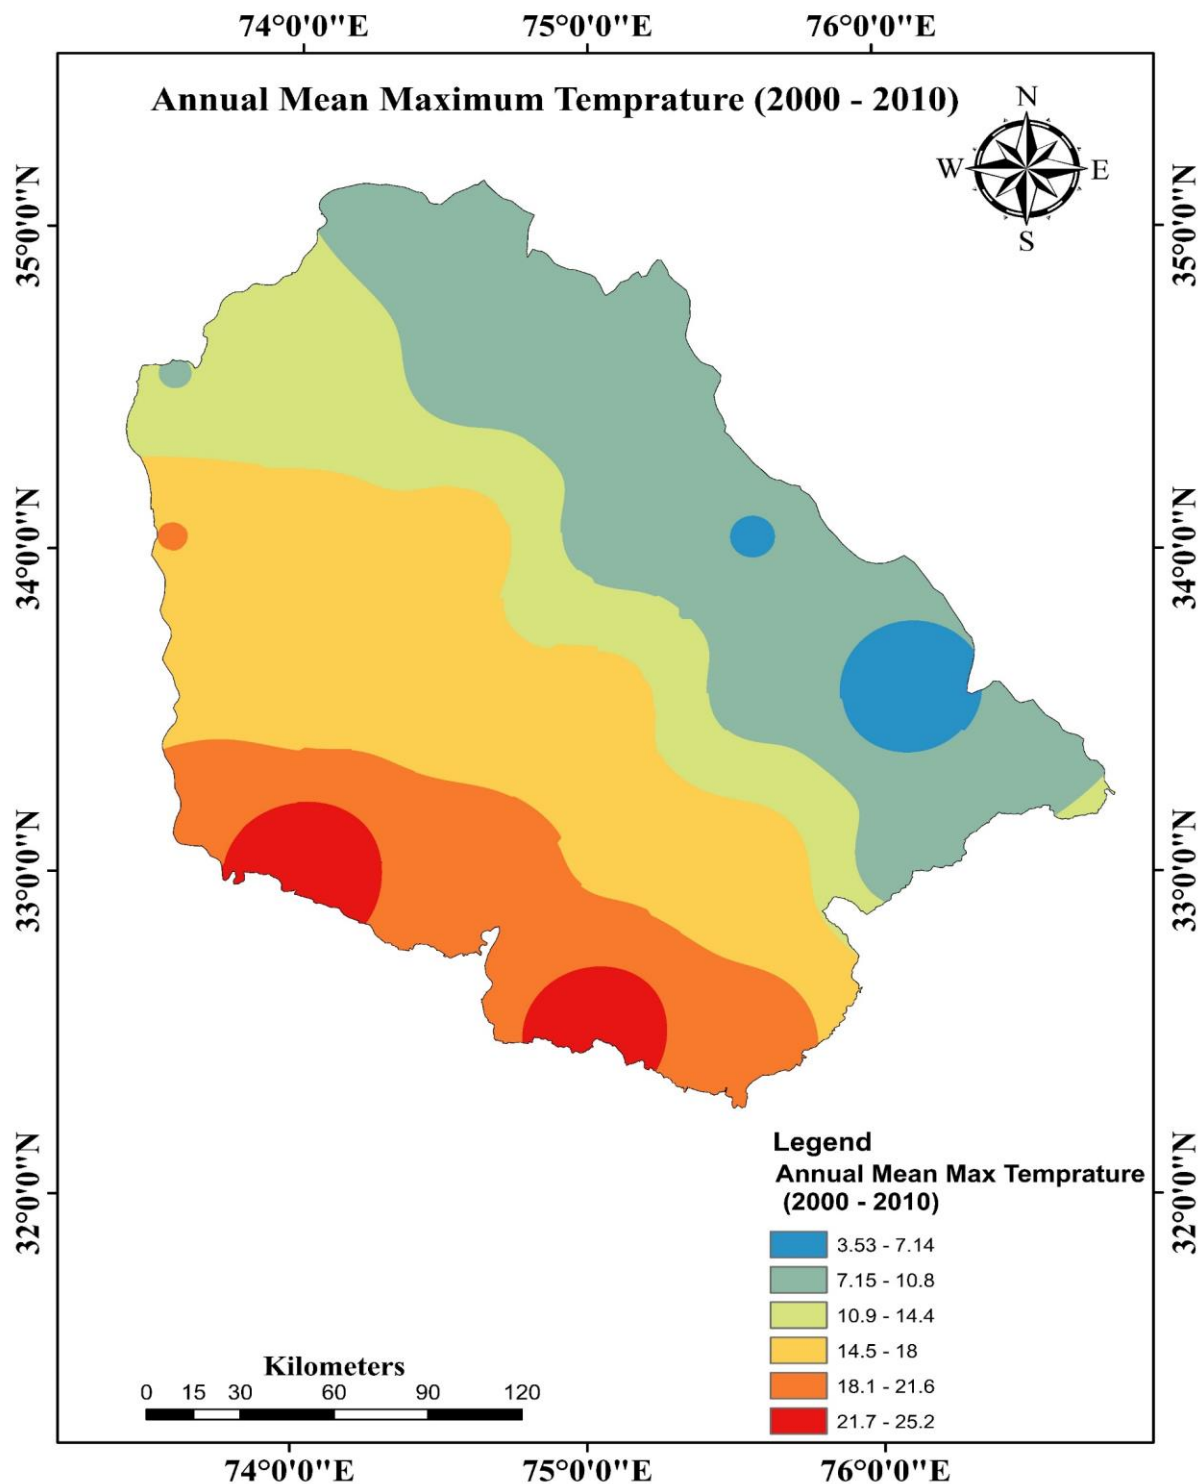 74°0'0"E 75°0'0"E 76°0'0"E
Annual Mean Maximum Temprature (2000 - 2010)
N
W E
S
35°0'0"N 35°0'0"N
34°0'0"N 34°0'0"N
33°0'0"N 33°0'0"N
32°0'0"N 32°0'0"N
Legend
Annual Mean Max Temprature
(2000 - 2010)
3.53 - 7.14
7.15 - 10.8
10.9 - 14.4
14.5 - 18
18.1 - 21.6
21.7 - 25.2
Kilometers
0 15 30 60 90 120
74°0'0"E 75°0'0"E 76°0'0"E